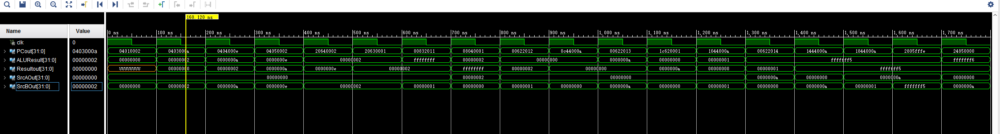 160.120 ns
Name Value
0 ns 100 ns 200 ns 300 ns 400 ns 500 ns 600 ns 700 ns 800 ns 900 ns 1,000 ns 1,100 ns 1,200 ns 1,300 ns 1,400 ns 1,500 ns 1,600 ns 1,700 ns
clk 0
PCout[31:0] 0403000a 04010002 0403000a 0404000e 04050002 20640002 20630001 00832011 08040001 00622012 0c44000a 00622013 1c620001 1044000a 00622014 1444000a 1844000a 2805fffe 24850000
ALUResult[31:0] 00000002 00000000 00000002 0000000a 0000000e 00000002 ffffffff 00000002 00000000 0000000a 00000000 00000001 fffffff5 fffffff6
Resultout[31:0] 00000000 UUUUUUUU 00000000 00000002 0000000a 0000000e 00000002 ffffffff 00000002 00000000 0000000a 00000000 00000001 fffffff5
SrcAOut[31:0] 00000000 00000000 00000002 00000000 0000000a 00000000 0000000a 00000000
SrcBOut[31:0] 00000002 00000000 00000002 0000000a 0000000e 00000002 00000001 00000000 00000001 00000000 0000000a 00000000 00000001 00000000 0000000a 00000001 fffffff5 0000000a